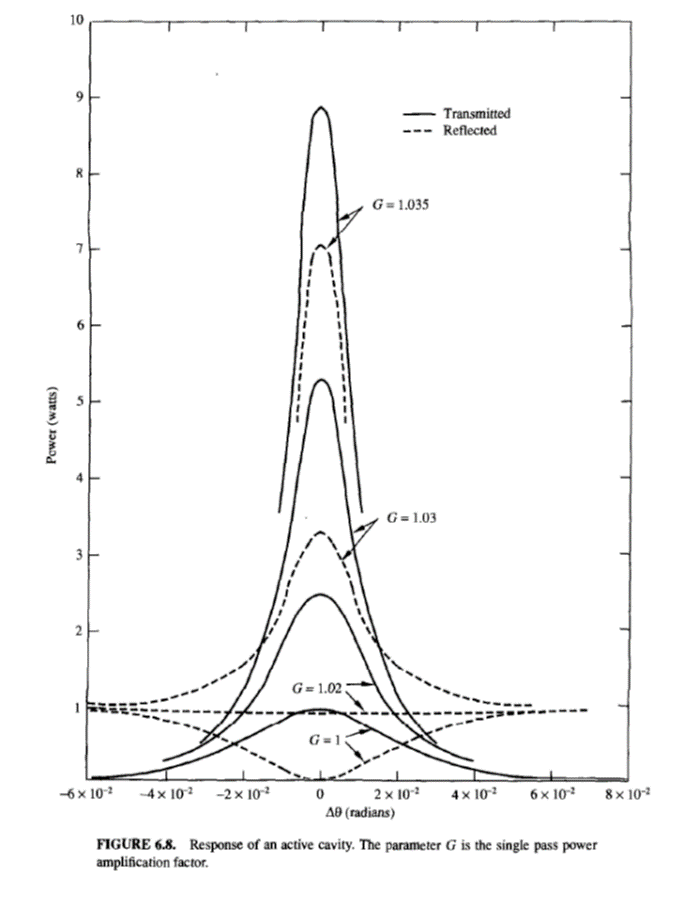 10
9
8
7
6
5
4
3
2
1
Power (watts)
Transmitted
Reflected
G = 1.035
G = 1.03
G = 1.02
G = 1
−6 × 10⁻²
−4 × 10⁻²
−2 × 10⁻²
0
2 × 10⁻²
4 × 10⁻²
6 × 10⁻²
8 × 10⁻²
Δθ (radians)
FIGURE 6.8. Response of an active cavity. The parameter G is the single pass power
amplification factor.